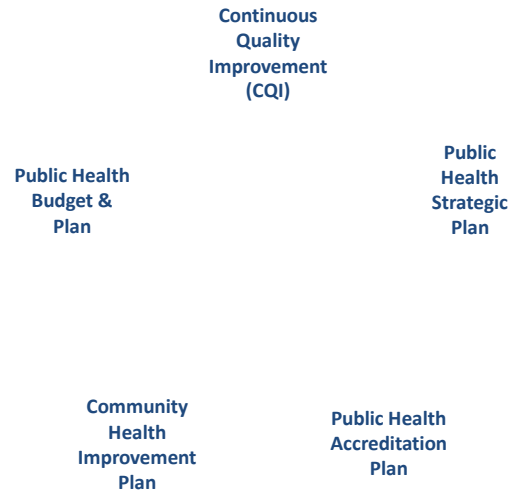 Continuous
Quality
Improvement
(CQI)
Public
Health
Strategic
Plan
Public Health
Accreditation
Plan
Community
Health
Improvement
Plan
Public Health
Budget &
Plan